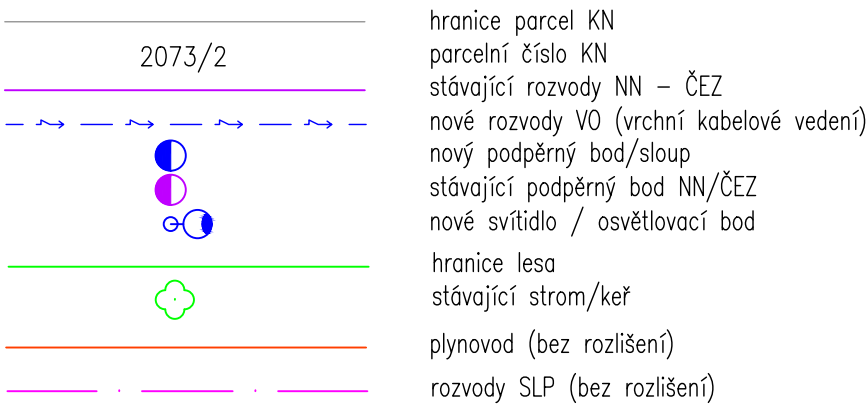 hranice parcel KN
2073/2 parcelní číslo KN
stávající rozvody NN – ČEZ
nové rozvody VO (vrchní kabelové vedení)
nový podpěrný bod/sloup
stávající podpěrný bod NN/ČEZ
nové svítidlo / osvětlovací bod
hranice lesa
stávající strom/keř
plynovod (bez rozlišení)
rozvody SLP (bez rozlišení)